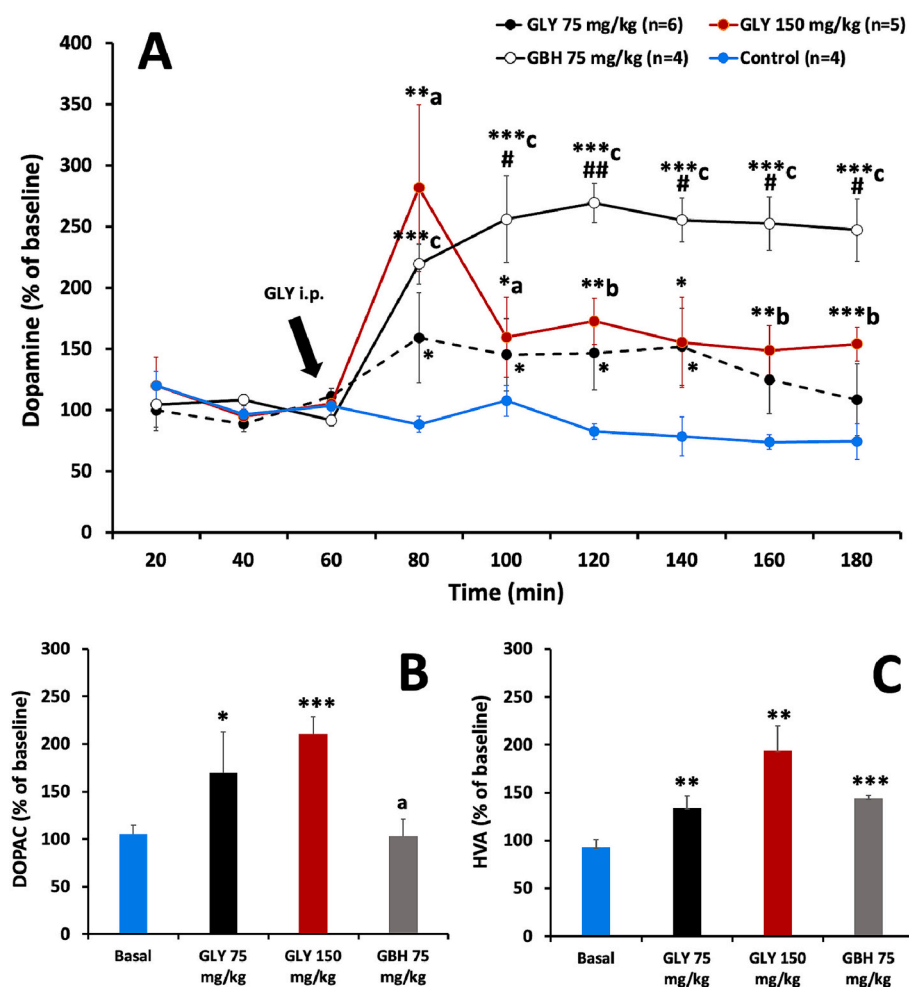 GLY 75 mg/kg (n=6) GLY 150 mg/kg (n=5)
GBH 75 mg/kg (n=4) Control (n=4)
A
Dopamine (% of baseline)
400
350
300
250
200
150
100
50
0
**a
***c
#
***c
##
***c
#
***c
#
***c
#
***c
GLY i.p.
*a
**b
*
**b
***b
*
*
*
*
20 40 60 80 100 120 140 160 180
Time (min)
B
DOPAC (% of baseline)
300
250
200
150
100
50
0
*
***
a
Basal GLY 75 GLY 150 GBH 75
mg/kg mg/kg mg/kg
C
HVA (% of baseline)
300
250
200
150
100
50
0
**
**
***
Basal GLY 75 GLY 150 GBH 75
mg/kg mg/kg mg/kg